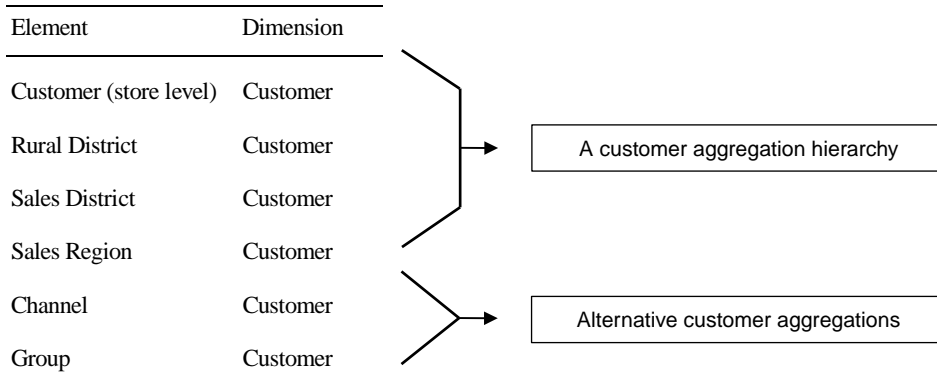 Element Dimension
Customer (store level) Customer
Rural District Customer
A customer aggregation hierarchy
Sales District Customer
Sales Region Customer
Channel Customer
Alternative customer aggregations
Group Customer